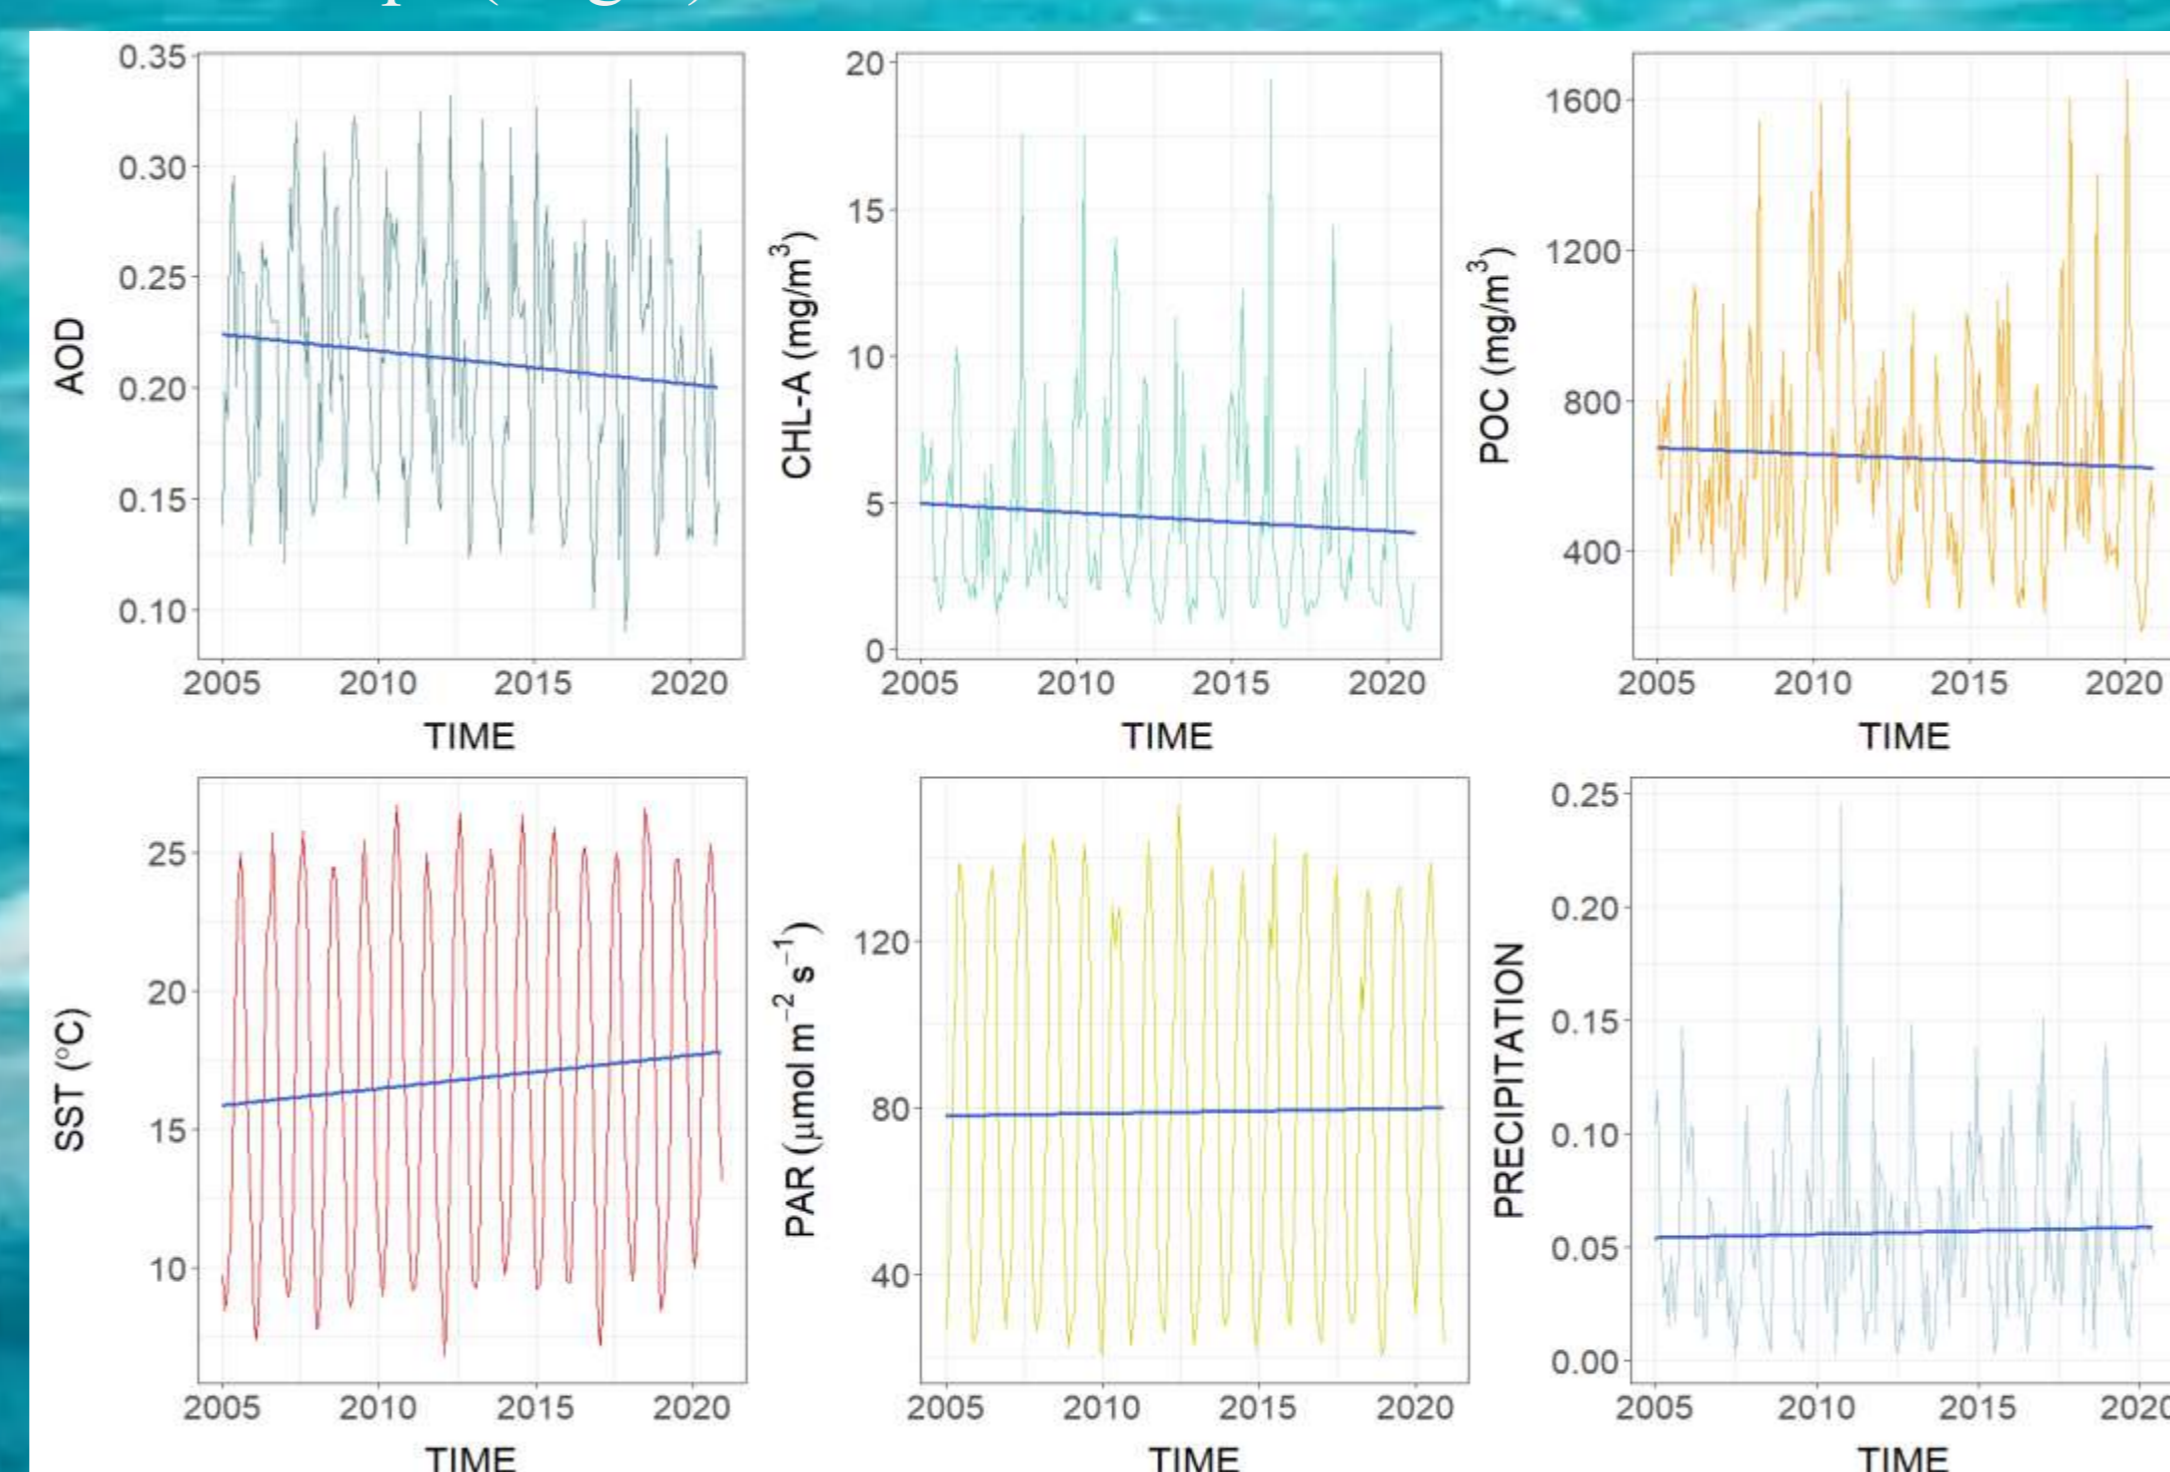 0.35
0.30
0.25
0.20
0.15
0.10
AOD
2005 2010 2015 2020
TIME
20
15
10
5
0
CHL-A (mg/m³)
2005 2010 2015 2020
TIME
1600
1200
800
400
POC (mg/m³)
2005 2010 2015 2020
TIME
25
20
15
10
SST (°C)
2005 2010 2015 2020
TIME
120
80
40
PAR (μmol m⁻² s⁻¹)
2005 2010 2015 2020
TIME
0.25
0.20
0.15
0.10
0.05
0.00
PRECIPITATION
2005 2010 2015 2020
TIME